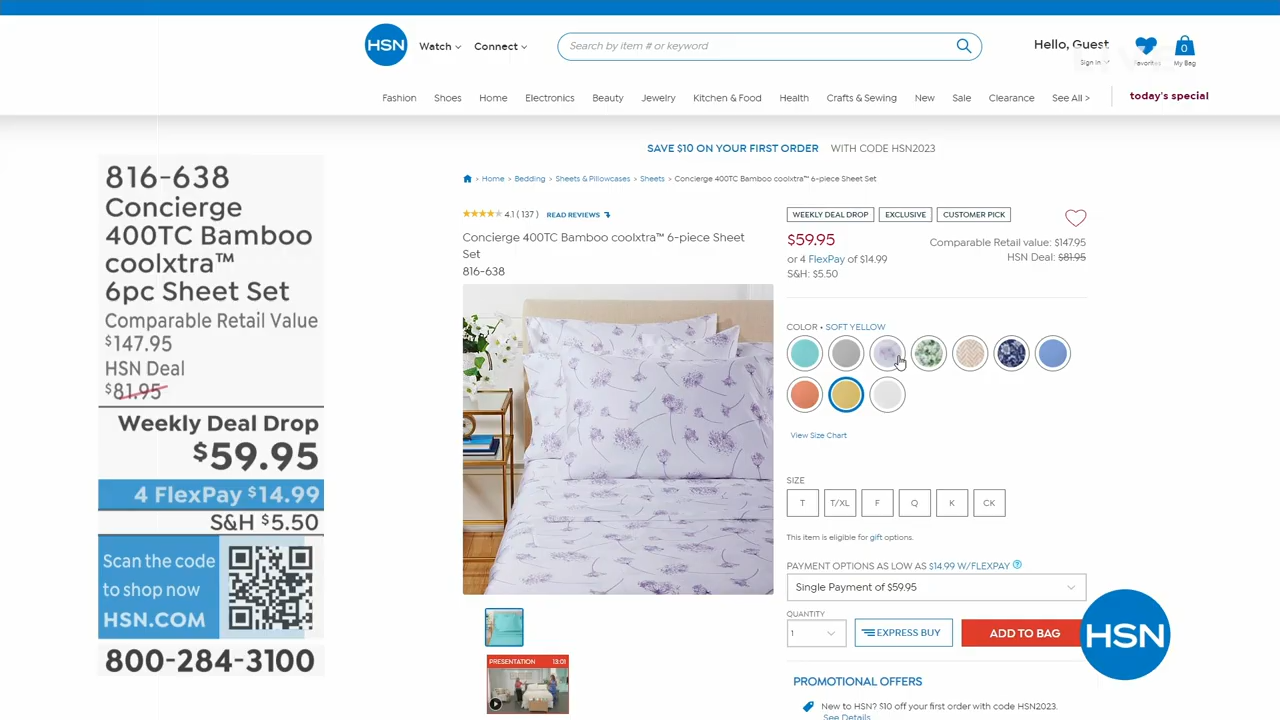 HSN
Watch
Connect
Search by item # or keyword
Hello, Guest
Sign In
Favorites
0
My Bag
Fashion
Shoes
Home
Electronics
Beauty
Jewelry
Kitchen & Food
Health
Crafts & Sewing
New
Sale
Clearance
See All >
today's special
SAVE $10 ON YOUR FIRST ORDER WITH CODE HSN2023
816-638
Concierge
400TC Bamboo
coolxtra™
6pc Sheet Set
Comparable Retail Value
$147.95
HSN Deal
$81.95
Weekly Deal Drop
$59.95
4 FlexPay $14.99
S&H $5.50
Scan the code
to shop now
HSN.COM
800-284-3100
Home > Bedding > Sheets & Pillowcases > Sheets > Concierge 400TC Bamboo coolxtra™ 6-piece Sheet Set
4.1 ( 137 ) READ REVIEWS
Concierge 400TC Bamboo coolxtra™ 6-piece Sheet
Set
816-638
PRESENTATION 13:01
WEEKLY DEAL DROP
EXCLUSIVE
CUSTOMER PICK
$59.95
Comparable Retail value: $147.95
or 4 FlexPay of $14.99
HSN Deal: $81.95
S&H: $5.50
COLOR • SOFT YELLOW
View Size Chart
SIZE
T
T/XL
F
Q
K
CK
This item is eligible for gift options.
PAYMENT OPTIONS AS LOW AS $14.99 W/FLEXPAY ?
Single Payment of $59.95
QUANTITY
1
EXPRESS BUY
ADD TO BAG
HSN
PROMOTIONAL OFFERS
New to HSN? $10 off your first order with code HSN2023.
See Details